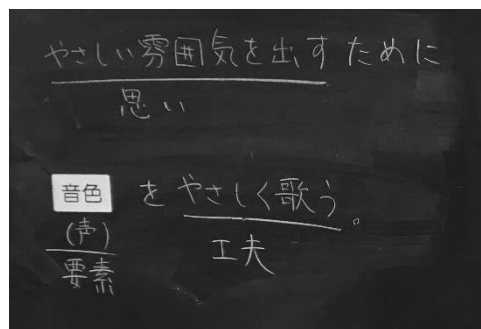 やさしい雰囲気を出すために
思い
音色をやさしく歌う。
(声)
工夫
要素